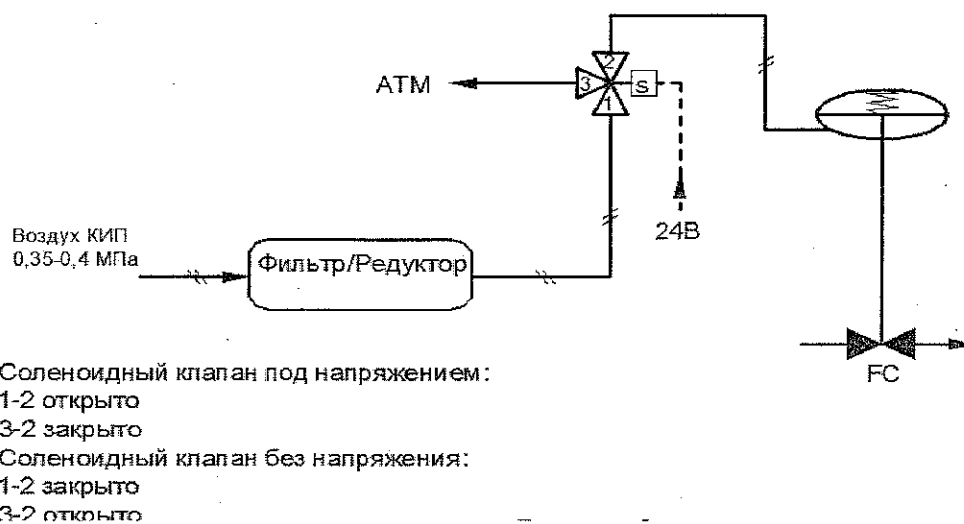 2
ATM
3
s
1
24В
Воздух КИП
0,35-0,4 МПа
Фильтр/Редуктор
FC
Соленоидный клапан под напряжением:
1-2 открыто
3-2 закрыто
Соленоидный клапан без напряжения:
1-2 закрыто
3-2 открыто